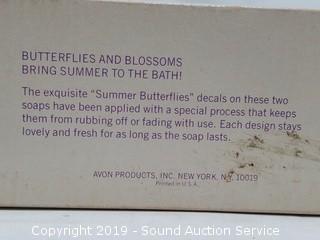 BUTTERFLIES AND BLOSSOMS
BRING SUMMER TO THE BATH!
The exquisite "Summer Butterflies" decals on these two
soaps have been applied with a special process that keeps
them from rubbing off or fading with use. Each design stays
lovely and fresh for as long as the soap lasts.
AVON PRODUCTS, INC. NEW YORK, N.Y. 10019
Printed in U.S.A.
Copyright 2019 - Sound Auction Service